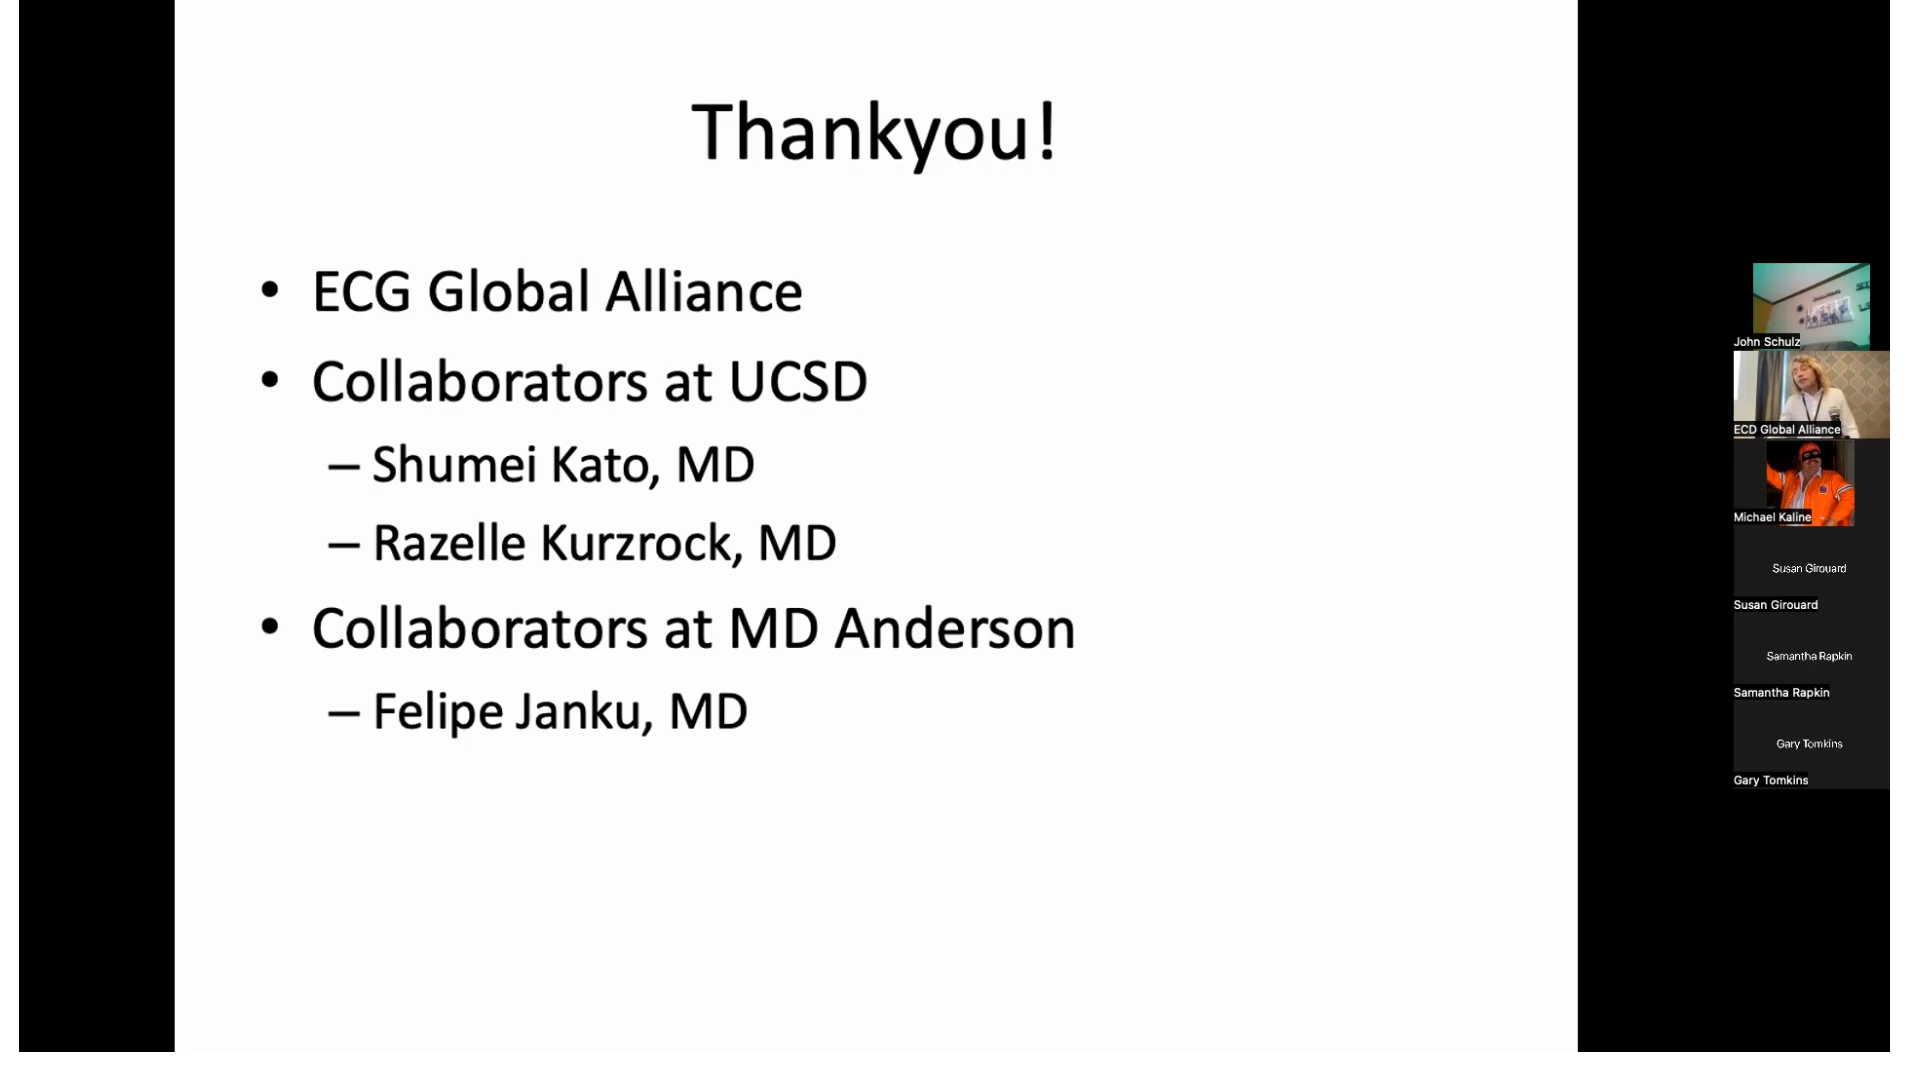 Thankyou!
• ECG Global Alliance
• Collaborators at UCSD
– Shumei Kato, MD
– Razelle Kurzrock, MD
• Collaborators at MD Anderson
– Felipe Janku, MD
John Schulz
ECD Global Alliance
Michael Kaline
Susan Girouard
Susan Girouard
Samantha Rapkin
Samantha Rapkin
Gary Tomkins
Gary Tomkins